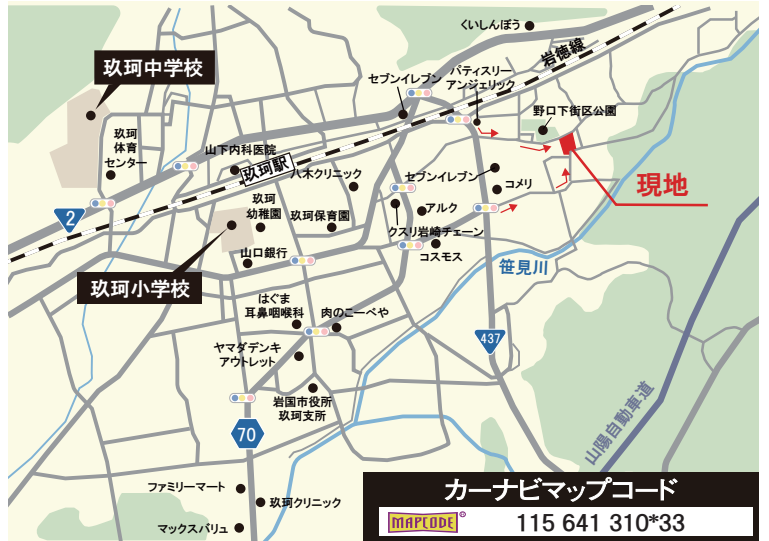 くいしんぼう
岩徳線
玖珂中学校
セブンイレブン
パティスリー
アンジェリック
野口下街区公園
玖珂
体育
センター
山下内科医院
玖珂駅
八木クリニック
セブンイレブン
コメリ
現地
2
玖珂
幼稚園
玖珂保育園
アルク
クスリ岩崎チェーン
コスモス
山口銀行
笹見川
玖珂小学校
はぐま
耳鼻咽喉科
肉のこーべや
437
ヤマダデンキ
アウトレット
岩国市役所
玖珂支所
70
山陽自動車道
ファミリーマート
玖珂クリニック
マックスバリュ
カーナビマップコード
MAPCODE® 115 641 310*33